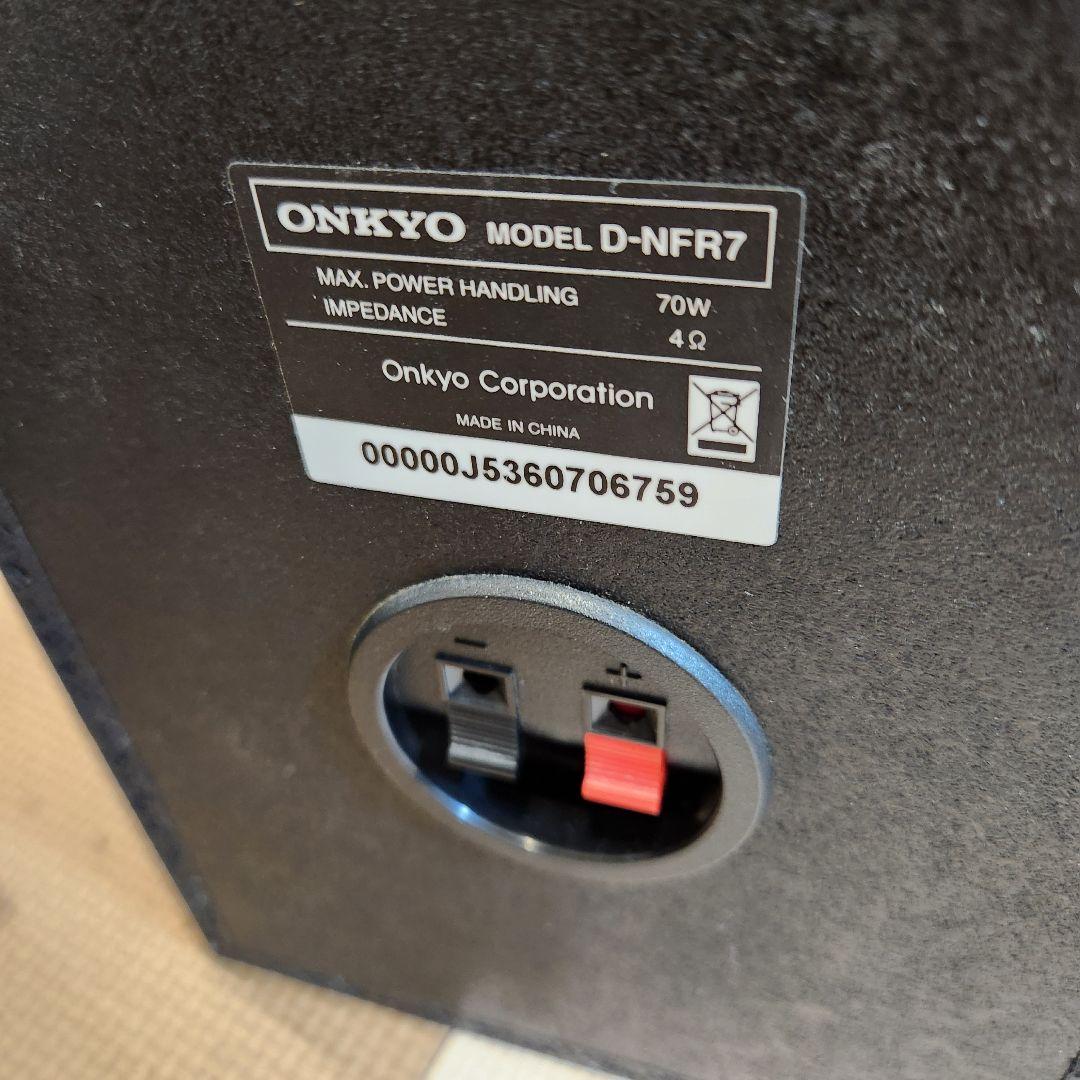 ONKYO MODEL D-NFR7
MAX. POWER HANDLING 70W
IMPEDANCE 4Ω
Onkyo Corporation
MADE IN CHINA
00000J5360706759
- +